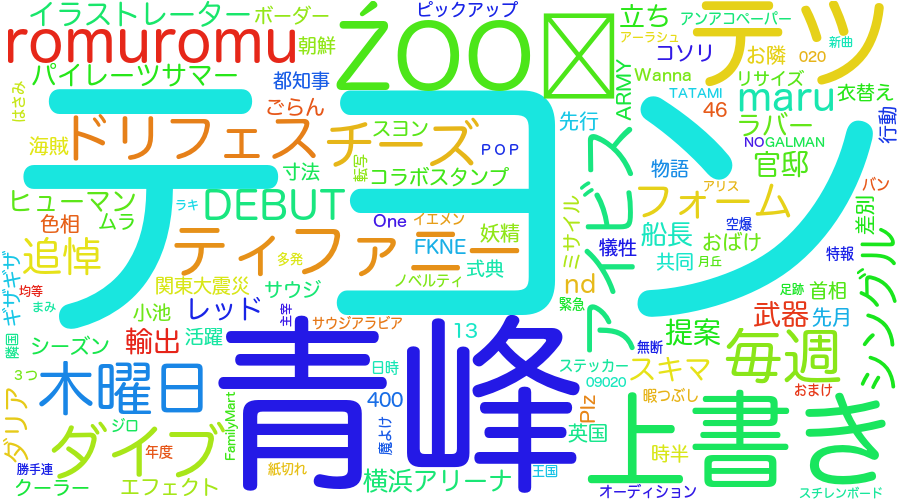 イラストレーター
ボーダー
ピックアップ
立ち
アンアコペーパー
テツ
新曲
romuromu
朝鮮
źoo
アーラシュ
コソリ
お隣
020
パイレーツサマー
都知事
ARMY
Wanna
リサイズ
TATAMI
maru
衣替え
はさみ
ごらん
テヨン
先行
46
ラバー
行動
海賊
ドリフェス
チーズ
スヨン
POP
NOGALMAN
転写
寸法
コラボスタンプ
アイビス
物語
官邸
ヒューマン
ムラ
ラキ
DEBUT
One
イエメン
フォーム
アリス
バン
色相
ティファニー
FKNE
妖精
ミサイル
犠牲
船長
空爆
差別
追悼
多発
式典
共同
おばけ
月丘
特報
ギザギザ
均等
まみ
関東大震災
サウジ
ノベルティ
nd
緊急
足跡
首相
シングル
小池
レッド
主宰
サウジアラビア
13
提案
武器
先月
隣国
シーズン
輸出
活躍
無断
毎週
3つ
木曜日
青峰
日時
ステッカー
09020
スキマ
おまけ
ダリア
ダイブ
ジロ
400
Plz
暇つぶし
上書き
年度
FamilyMart
魔よけ
英国
時半
勝手連
紙切れ
横浜アリーナ
王国
クーラー
エフェクト
オーディション
スチレンボード